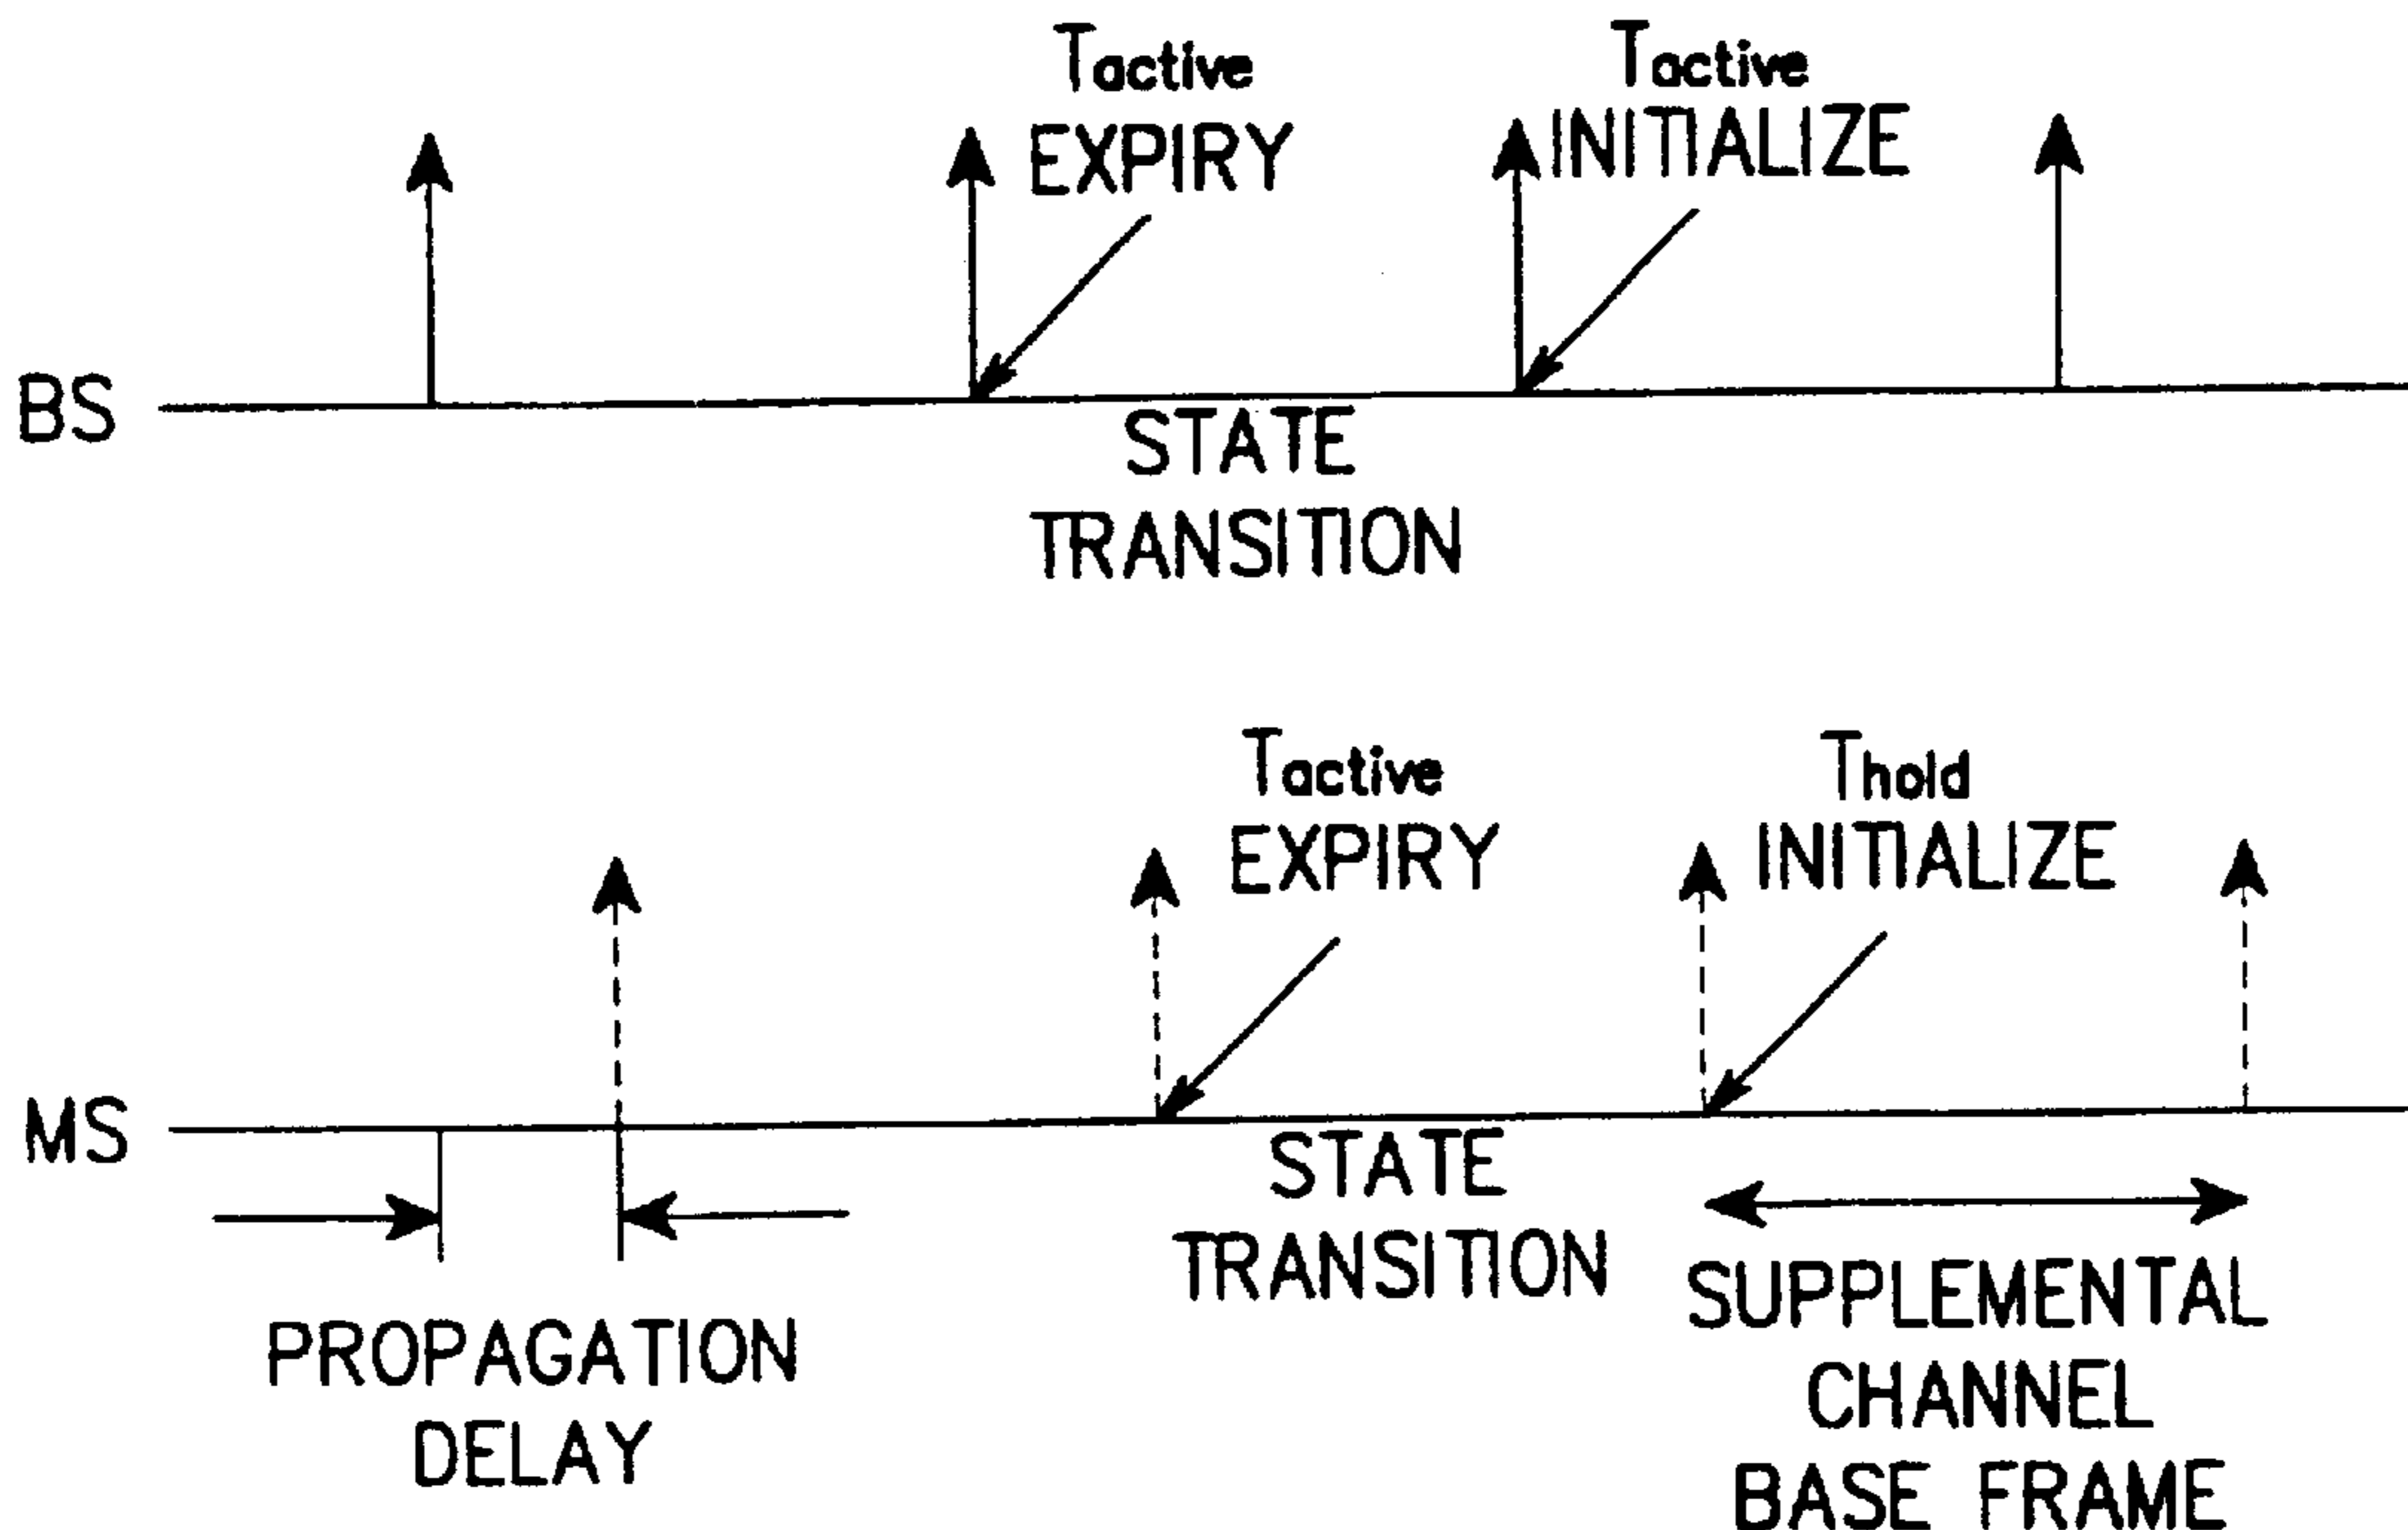 Tactive
EXPIRY
Tactive
INITIALIZE
BS
STATE
TRANSITION
Tactive
EXPIRY
Thold
INITIALIZE
MS
STATE
TRANSITION
PROPAGATION
DELAY
SUPPLEMENTAL
CHANNEL
BASE FRAME